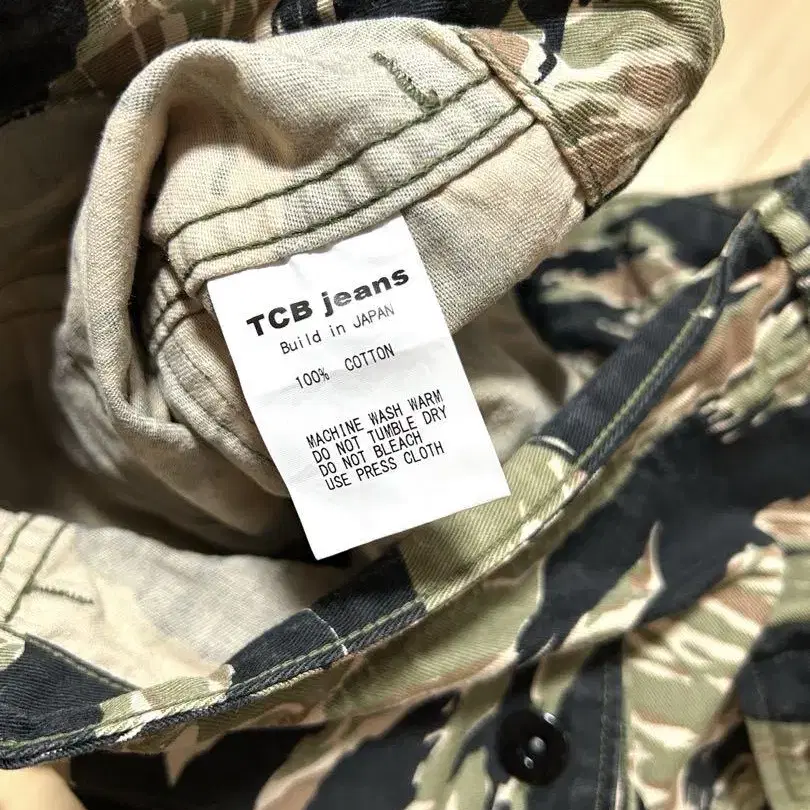 TCB jeans
Build in JAPAN
100% COTTON
MACHINE WASH WARM
DO NOT TUMBLE DRY
DO NOT BLEACH
USE PRESS CLOTH